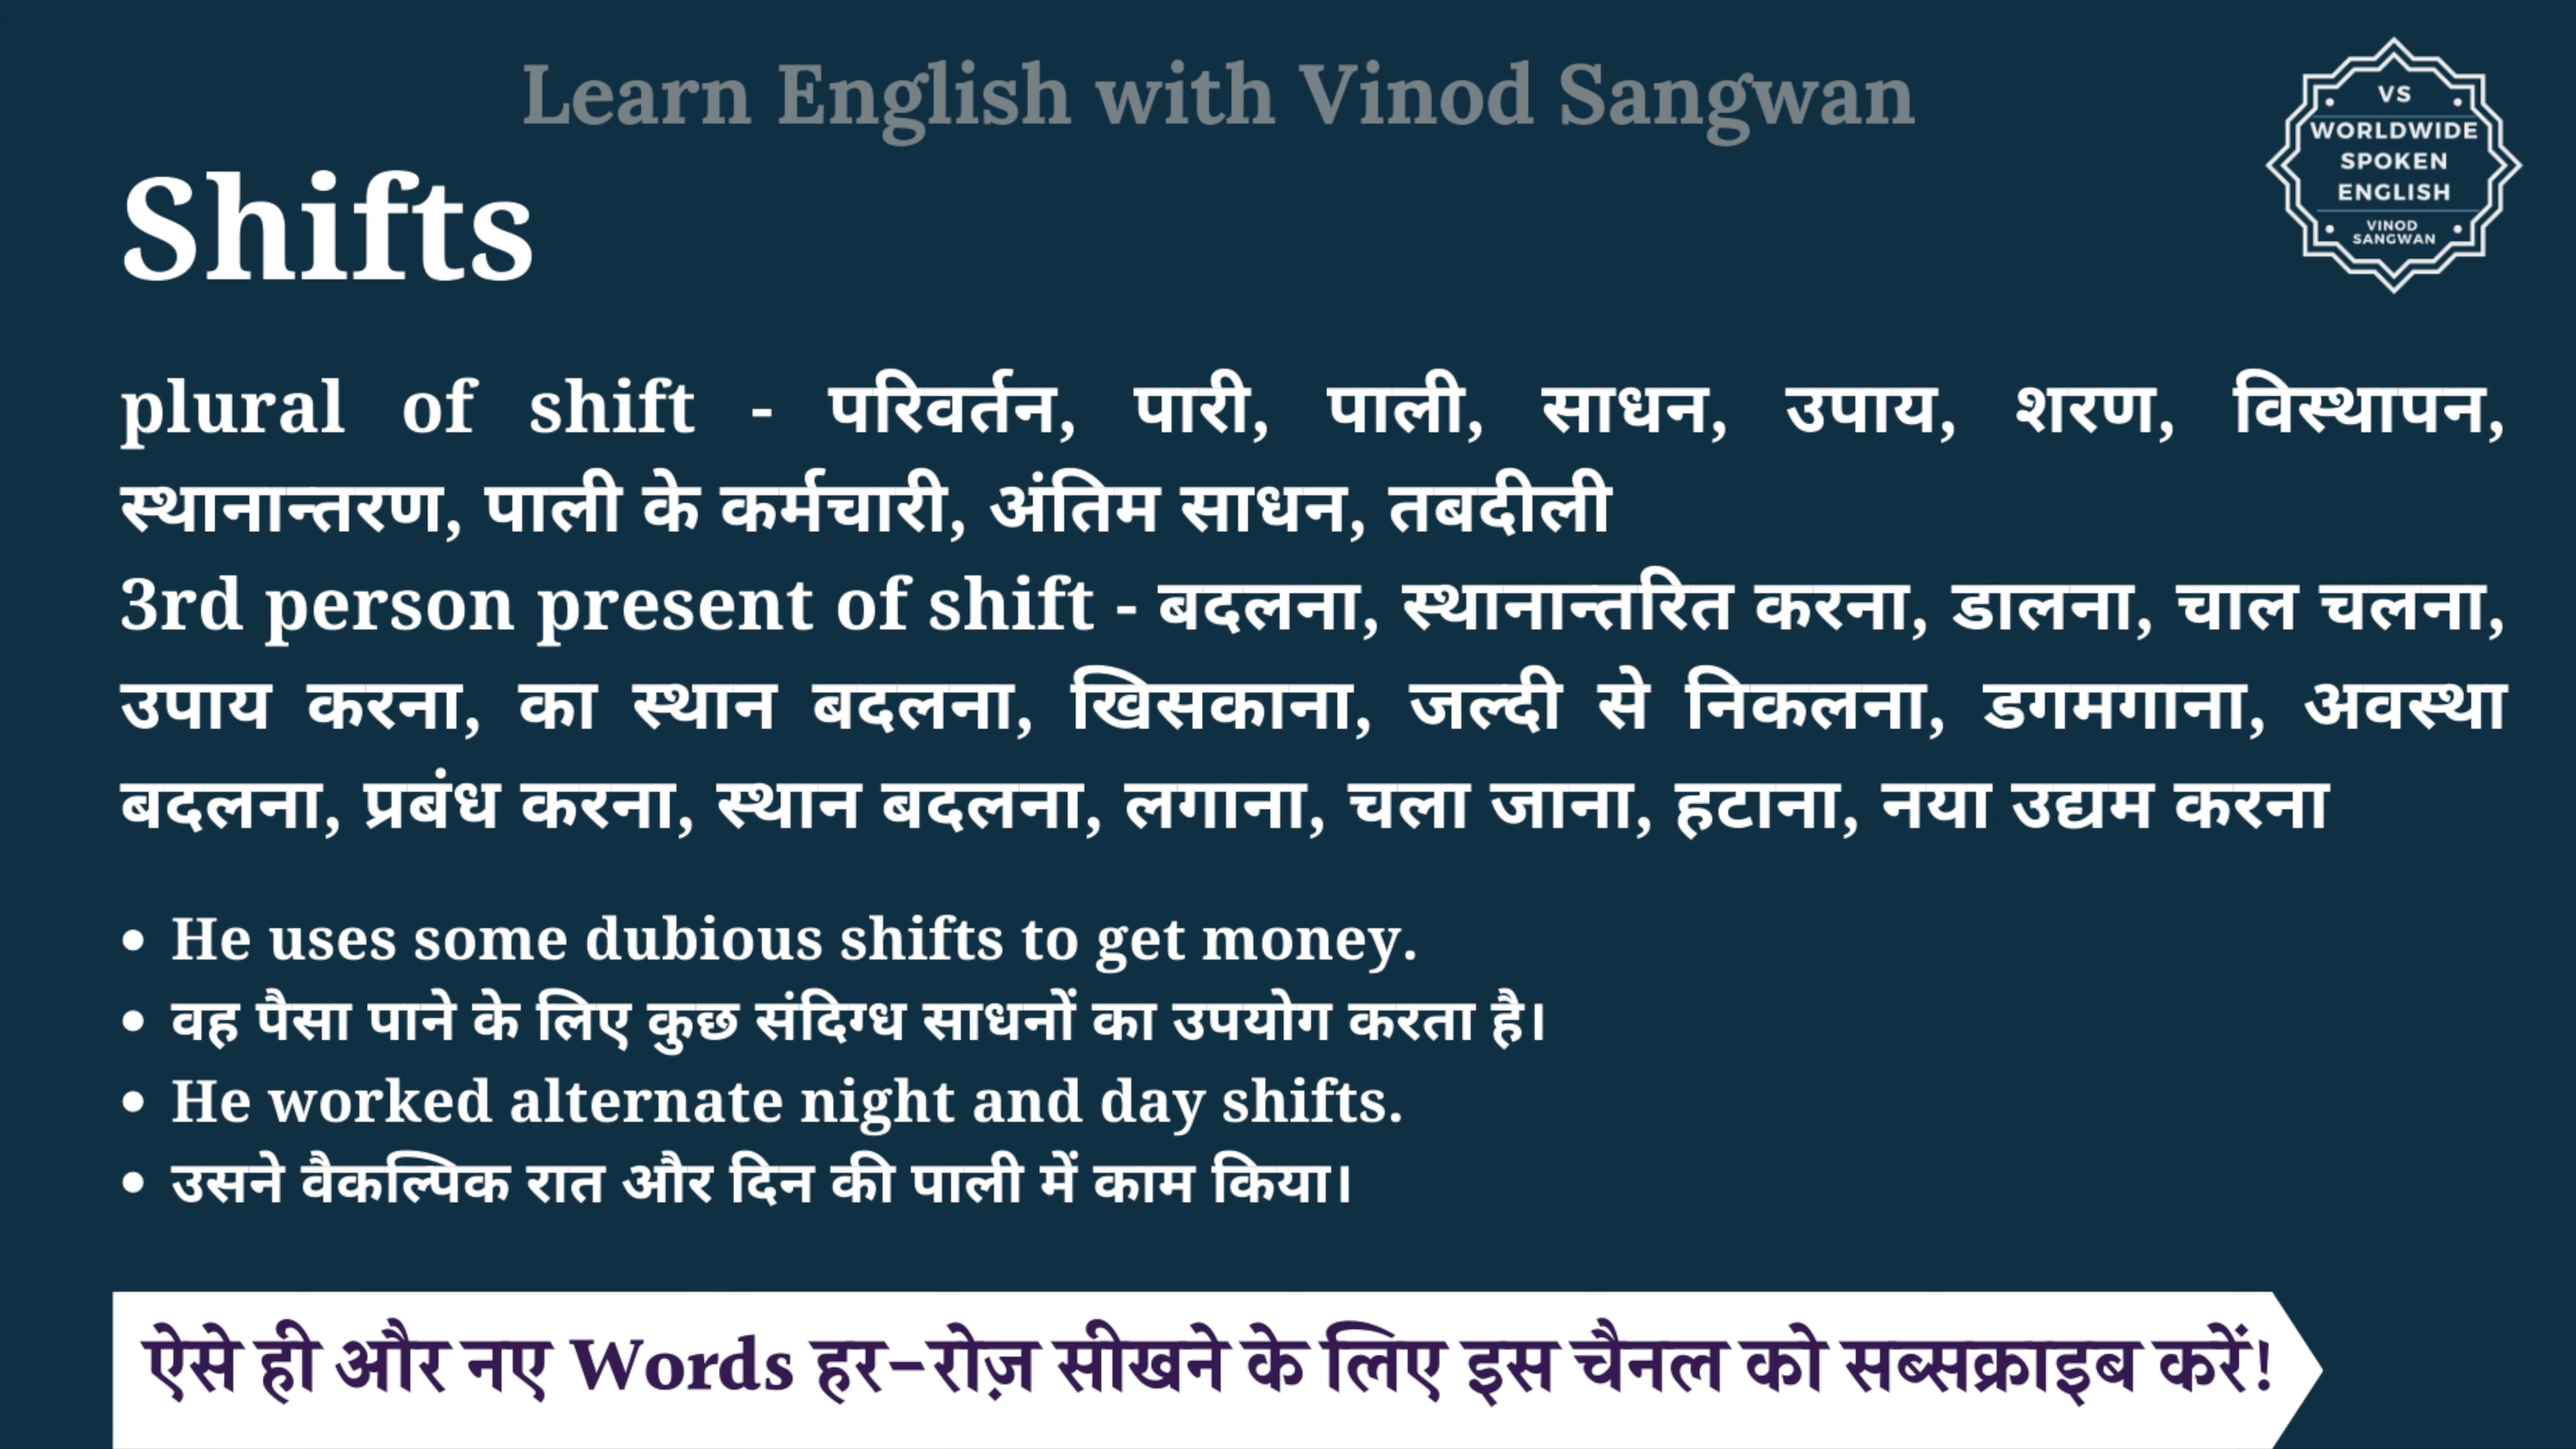 Learn English with Vinod Sangwan
VS
WORLDWIDE
SPOKEN
ENGLISH
VINOD
SANGWAN
Shifts
plural of shift - परिवर्तन, पारी, पाली, साधन, उपाय, शरण, विस्थापन,
स्थानान्तरण, पाली के कर्मचारी, अंतिम साधन, तबदीली
3rd person present of shift - बदलना, स्थानान्तरित करना, डालना, चाल चलना,
उपाय करना, का स्थान बदलना, खिसकाना, जल्दी से निकलना, डगमगाना, अवस्था
बदलना, प्रबंध करना, स्थान बदलना, लगाना, चला जाना, हटाना, नया उद्यम करना
• He uses some dubious shifts to get money.
• वह पैसा पाने के लिए कुछ संदिग्ध साधनों का उपयोग करता है।
• He worked alternate night and day shifts.
• उसने वैकल्पिक रात और दिन की पाली में काम किया।
ऐसे ही और नए Words हर-रोज़ सीखने के लिए इस चैनल को सब्सक्राइब करें!